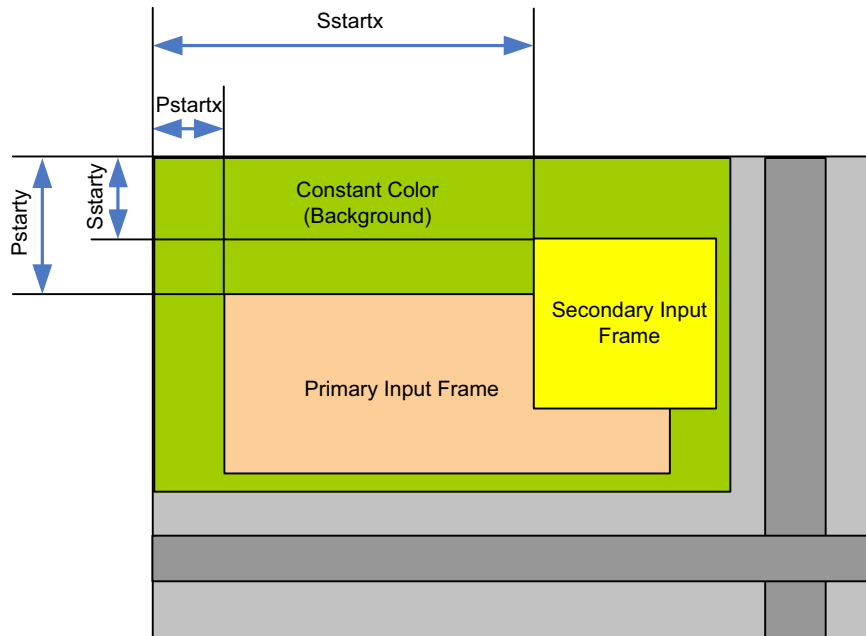 Sstartx
Pstartx
Pstarty
Sstarty
Constant Color
(Background)
Secondary Input
Frame
Primary Input Frame